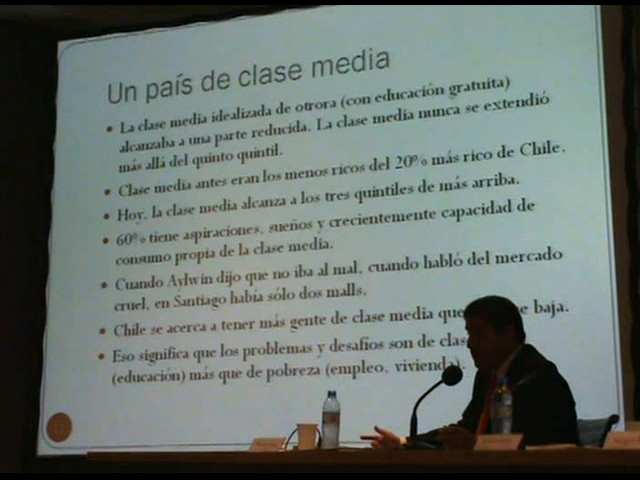 Un país de clase media
• La clase media idealizada de otrora (con educación gratuita)
alcanzaba a una parte reducida. La clase media nunca se extendió
más allá del quinto quintil.
• Clase media antes eran los menos ricos del 20% más rico de Chile.
• Hoy, la clase media alcanza a los tres quintiles de más arriba.
• 60% tiene aspiraciones, sueños y crecientemente capacidad de
consumo propia de la clase media.
• Cuando Aylwin dijo que no iba al mal, cuando habló del mercado
cruel, en Santiago había sólo dos malls.
• Chile se acerca a tener más gente de clase media que e baja.
• Eso significa que los problemas y desafíos son de clas
(educación) más que de pobreza (empleo, vivienda).